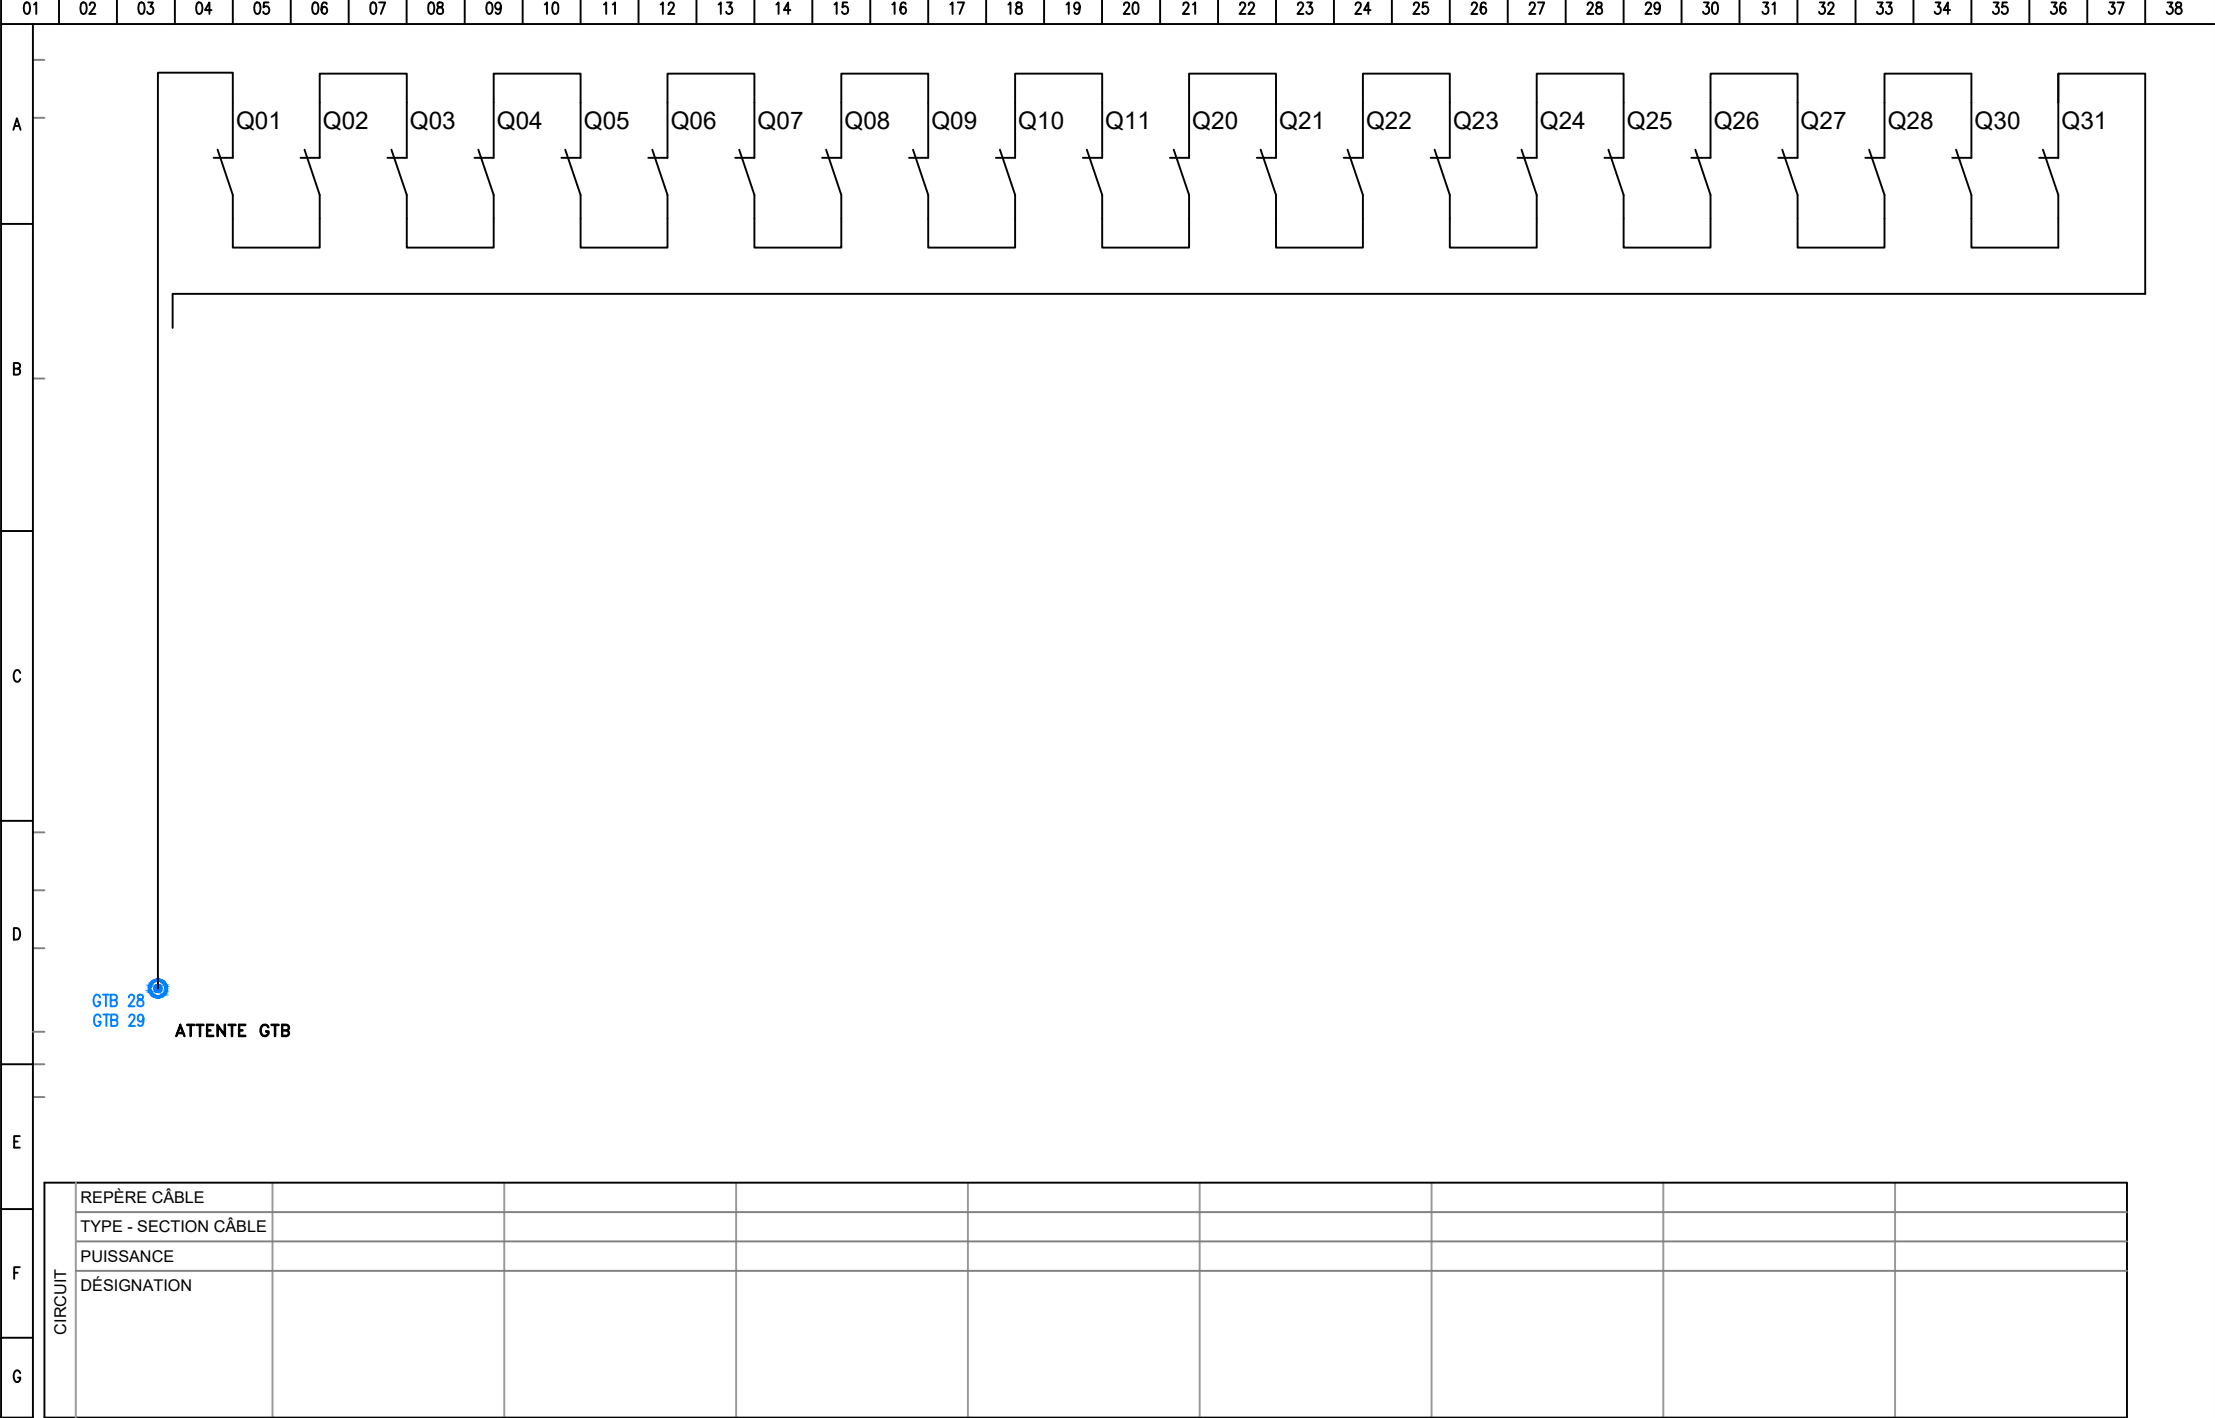 01 02 03 04 05 06 07 08 09 10 11 12 13 14 15 16 17 18 19 20 21 22 23 24 25 26 27 28 29 30 31 32 33 34 35 36 37 38
A
Q01 Q02 Q03 Q04 Q05 Q06 Q07 Q08 Q09 Q10 Q11 Q20 Q21 Q22 Q23 Q24 Q25 Q26 Q27 Q28 Q30 Q31
B
C
D
GTB 28
GTB 29
ATTENTE GTB
E
F
G
CIRCUIT
REPÈRE CÂBLE
TYPE - SECTION CÂBLE
PUISSANCE
DÉSIGNATION